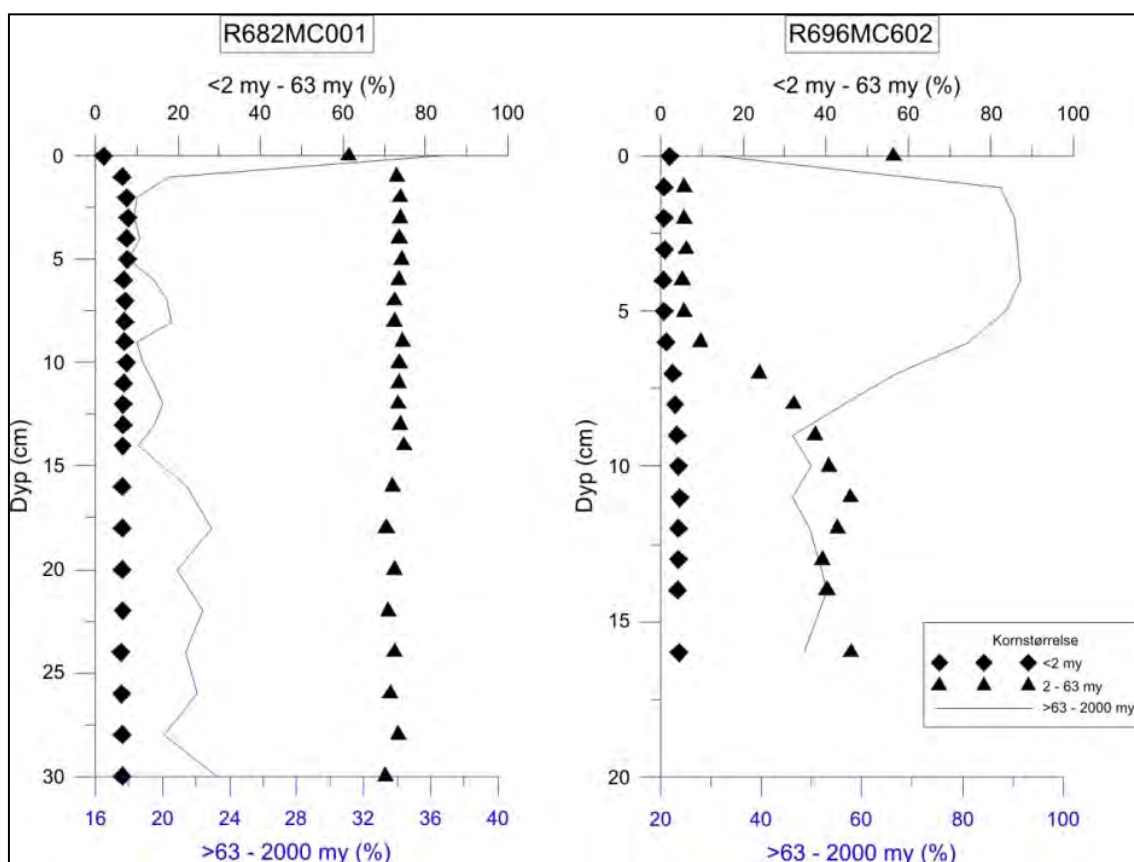 R682MC001
<2 my - 63 my (%)
0 20 40 60 80 100
Dyp (cm)
0
5
10
15
20
25
30
16 20 24 28 32 36 40
>63 - 2000 my (%)
R696MC602
<2 my - 63 my (%)
0 20 40 60 80 100
Dyp (cm)
0
5
10
15
20
20 40 60 80 100
>63 - 2000 my (%)
Kornstørrelse
<2 my
2 - 63 my
>63 - 2000 my